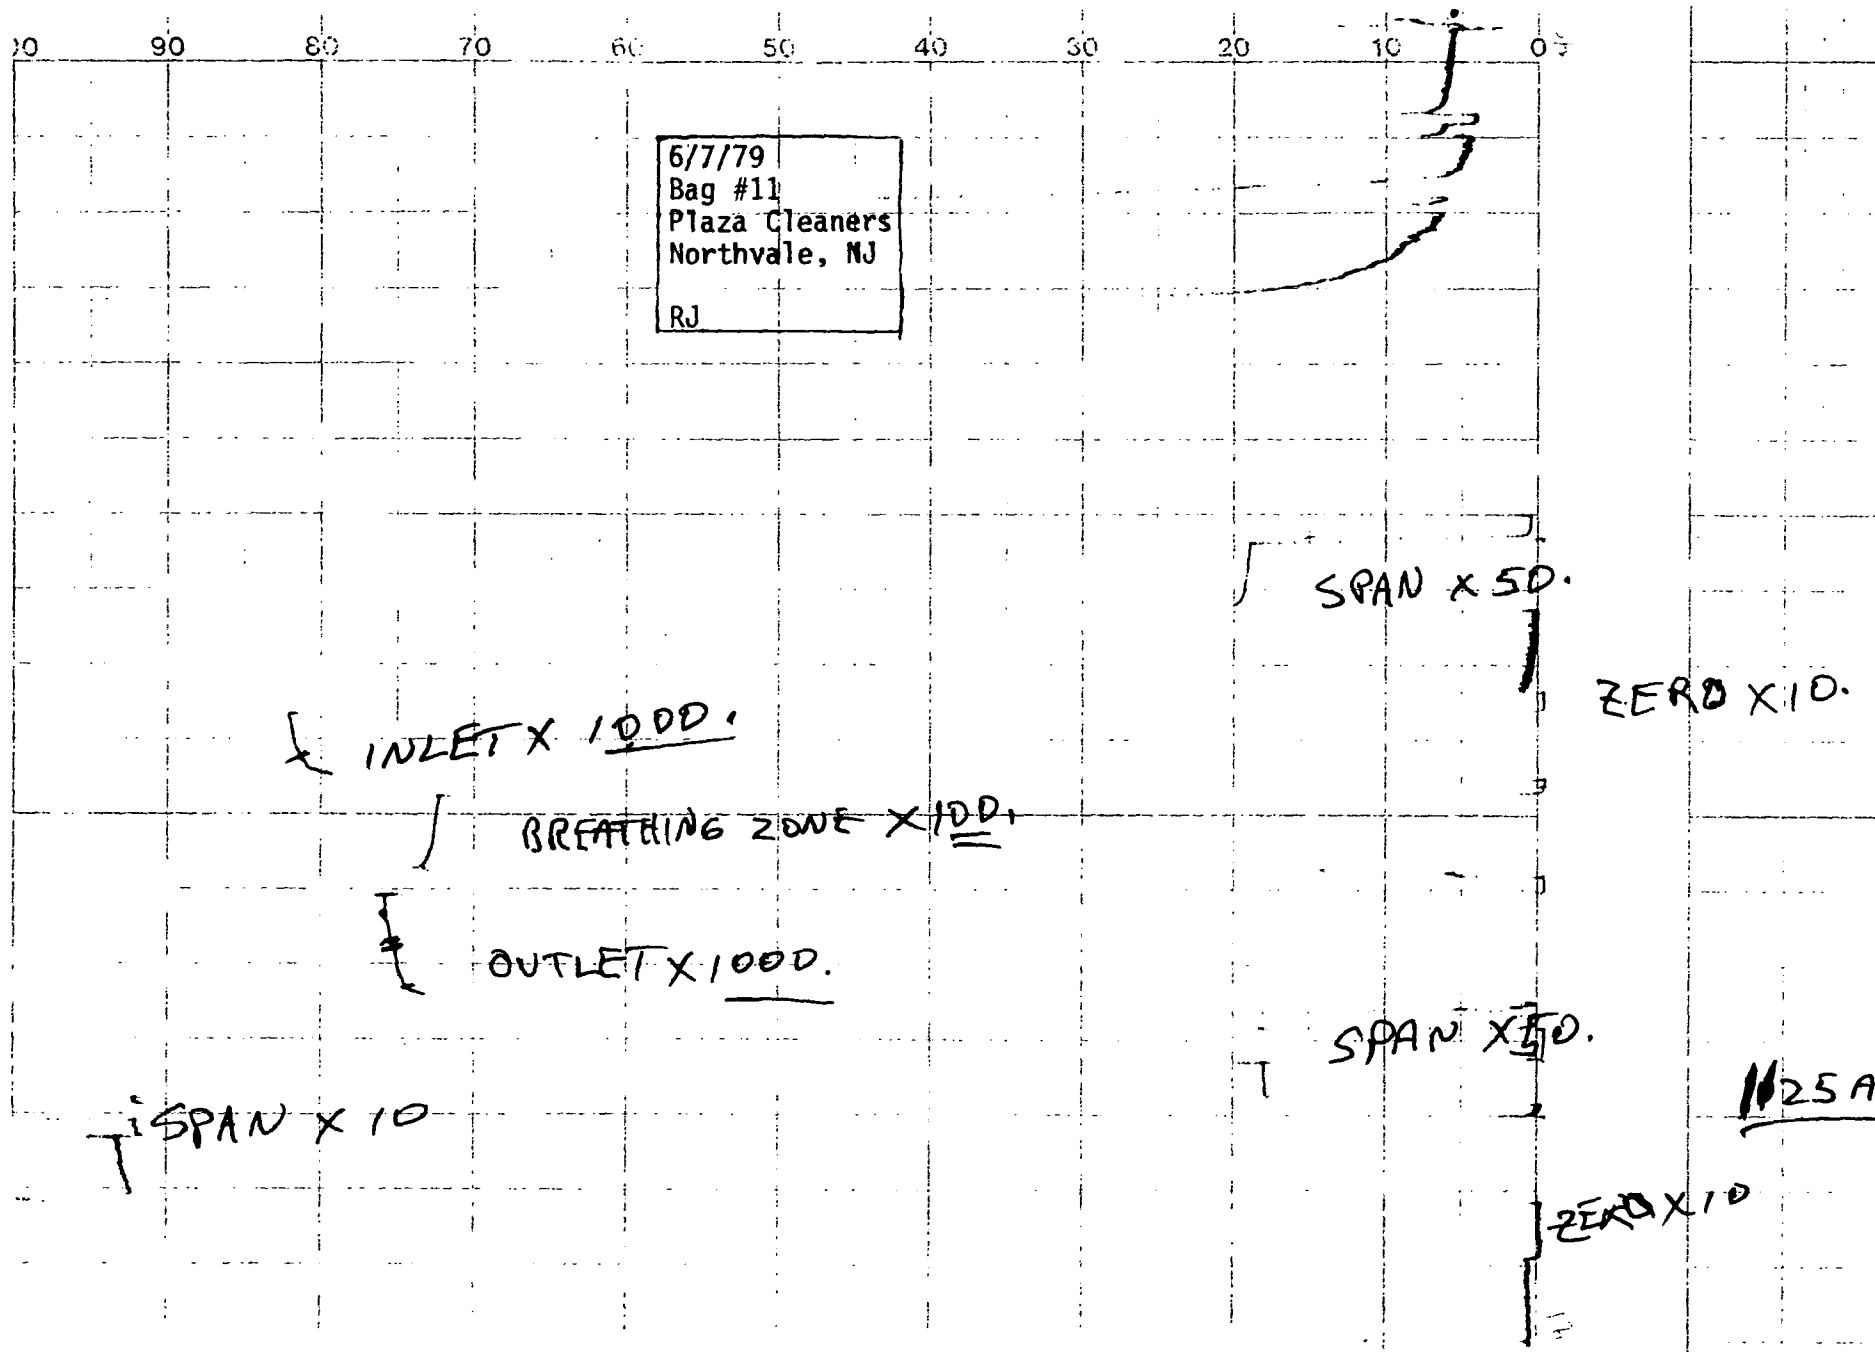 90 80 70 60 50 40 30 20 10 0
6/7/79
Bag #11
Plaza Cleaners
Northvale, NJ
RJ
SPAN X 50.
ZERO X 10.
INLET X 1000.
BREATHING ZONE X 100.
OUTLET X 1000.
SPAN X 50.
1125 A
SPAN X 10
ZERO X 10